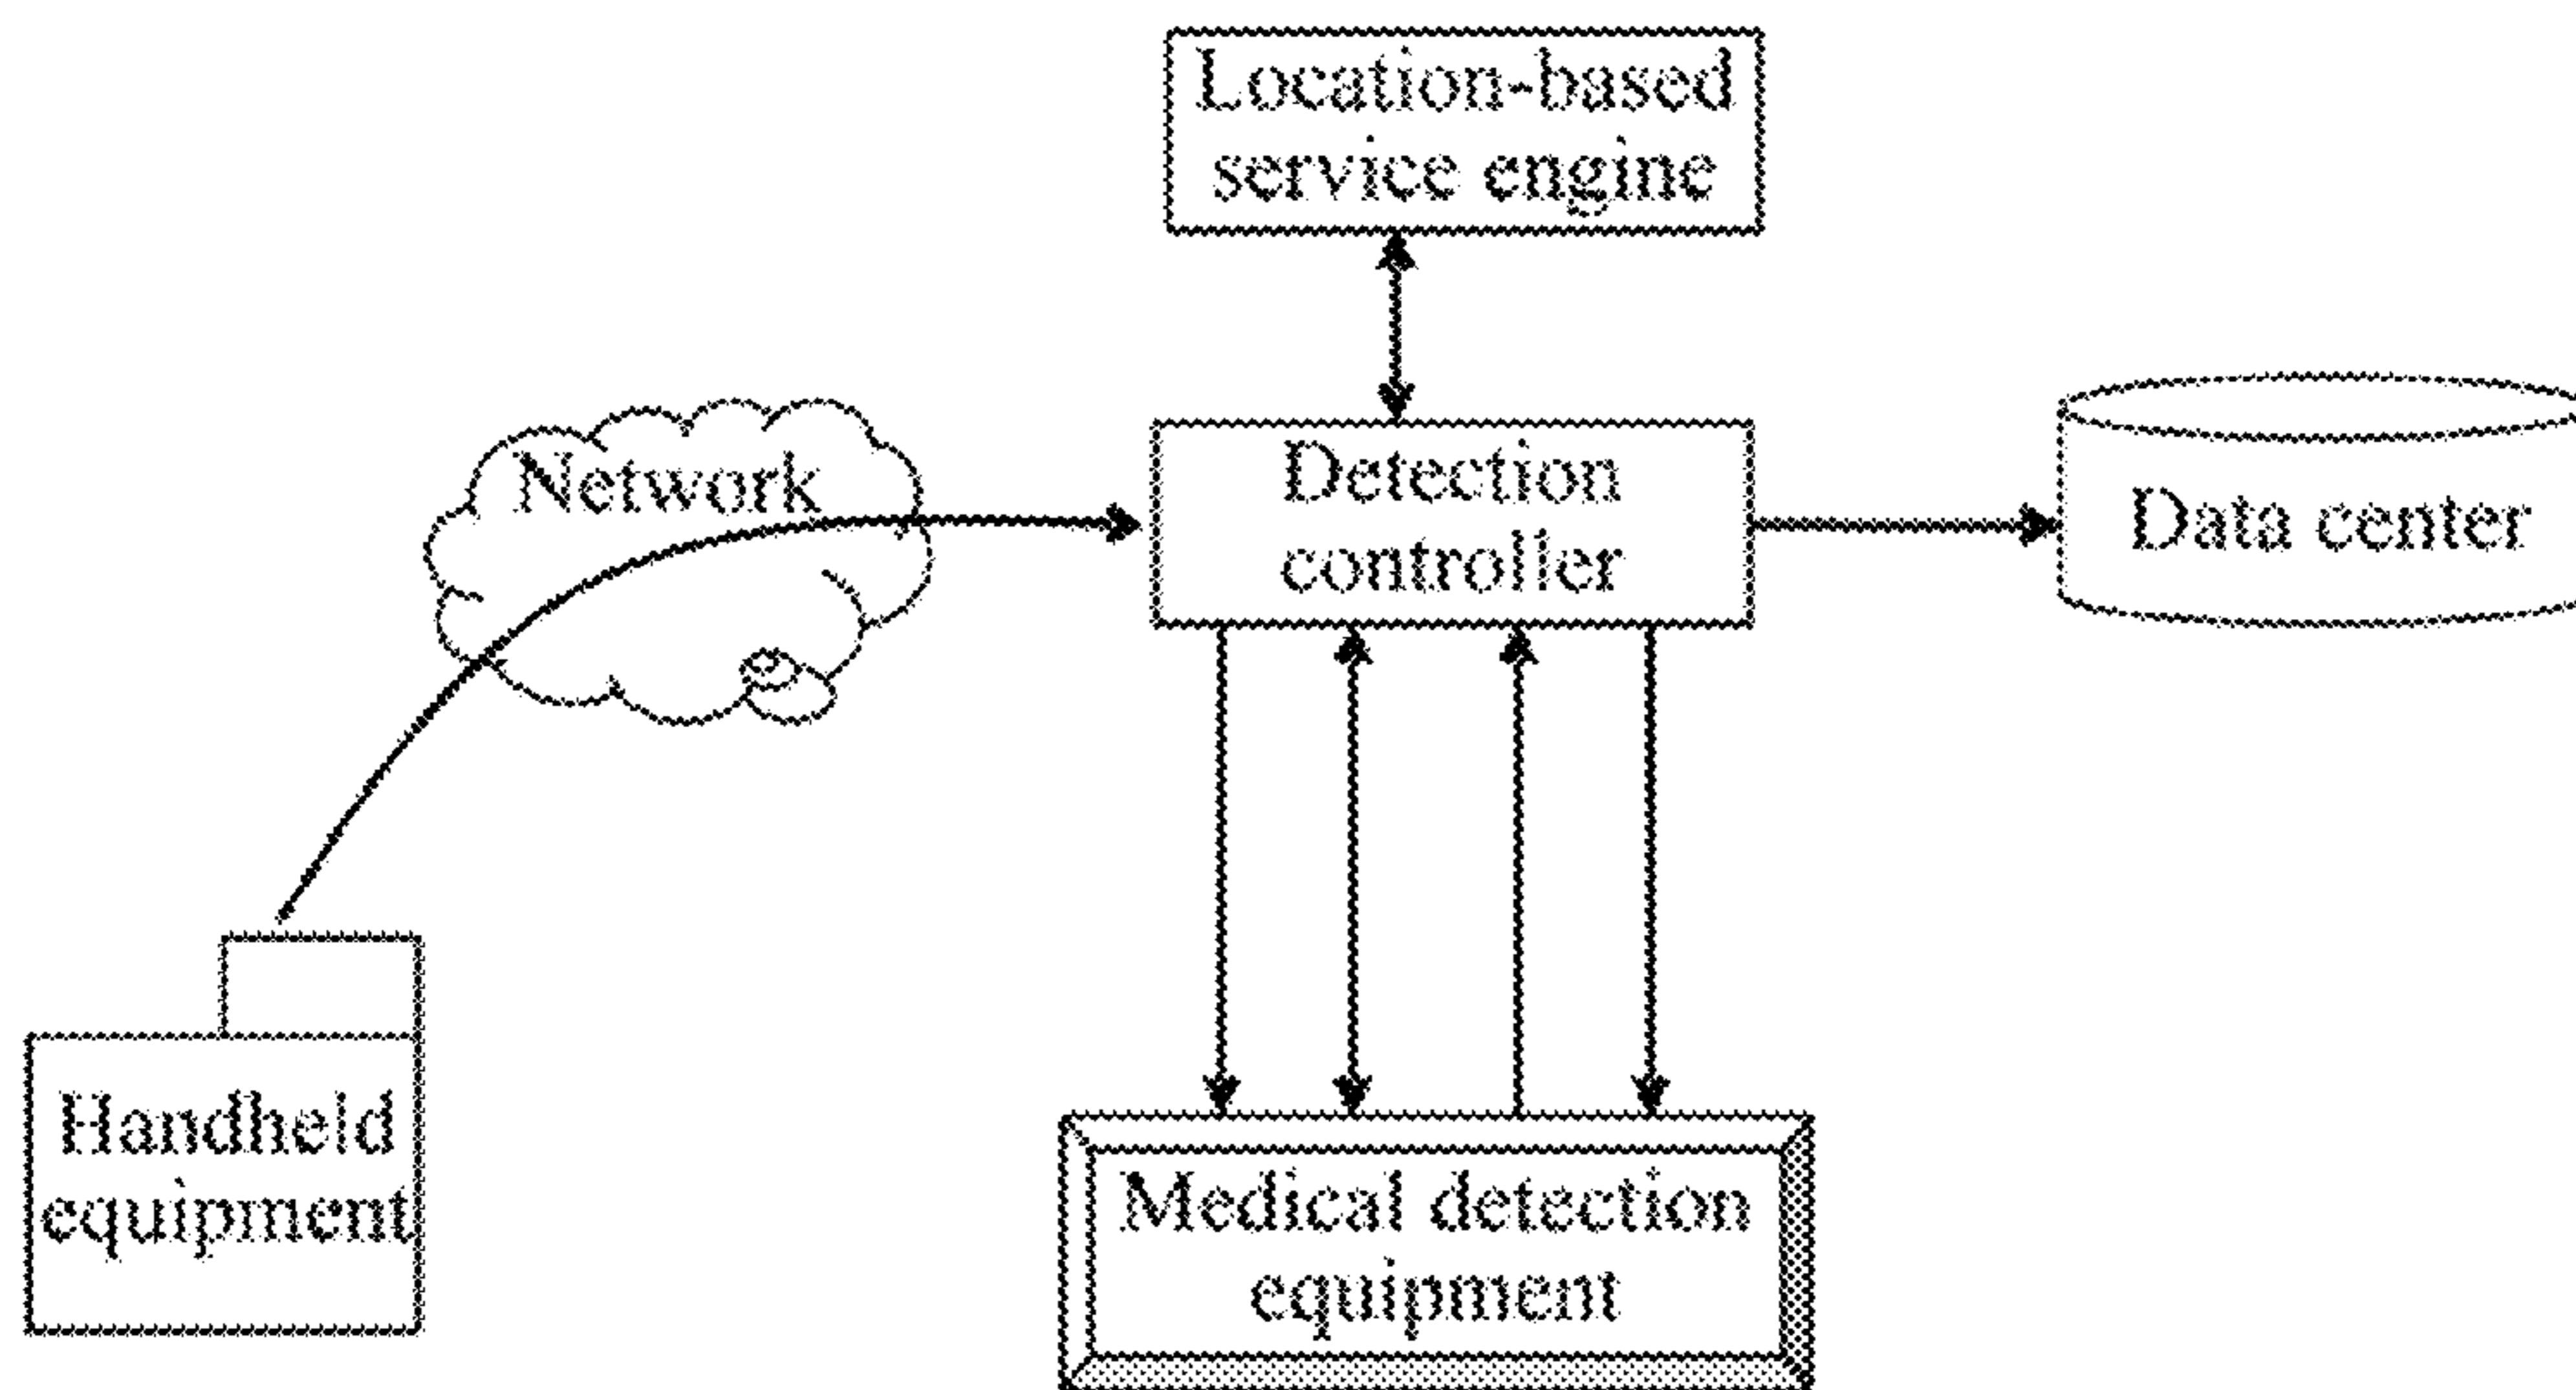 Location-based
service engine
Network
Detection
controller
Data center
Handheld
equipment
Medical detection
equipment